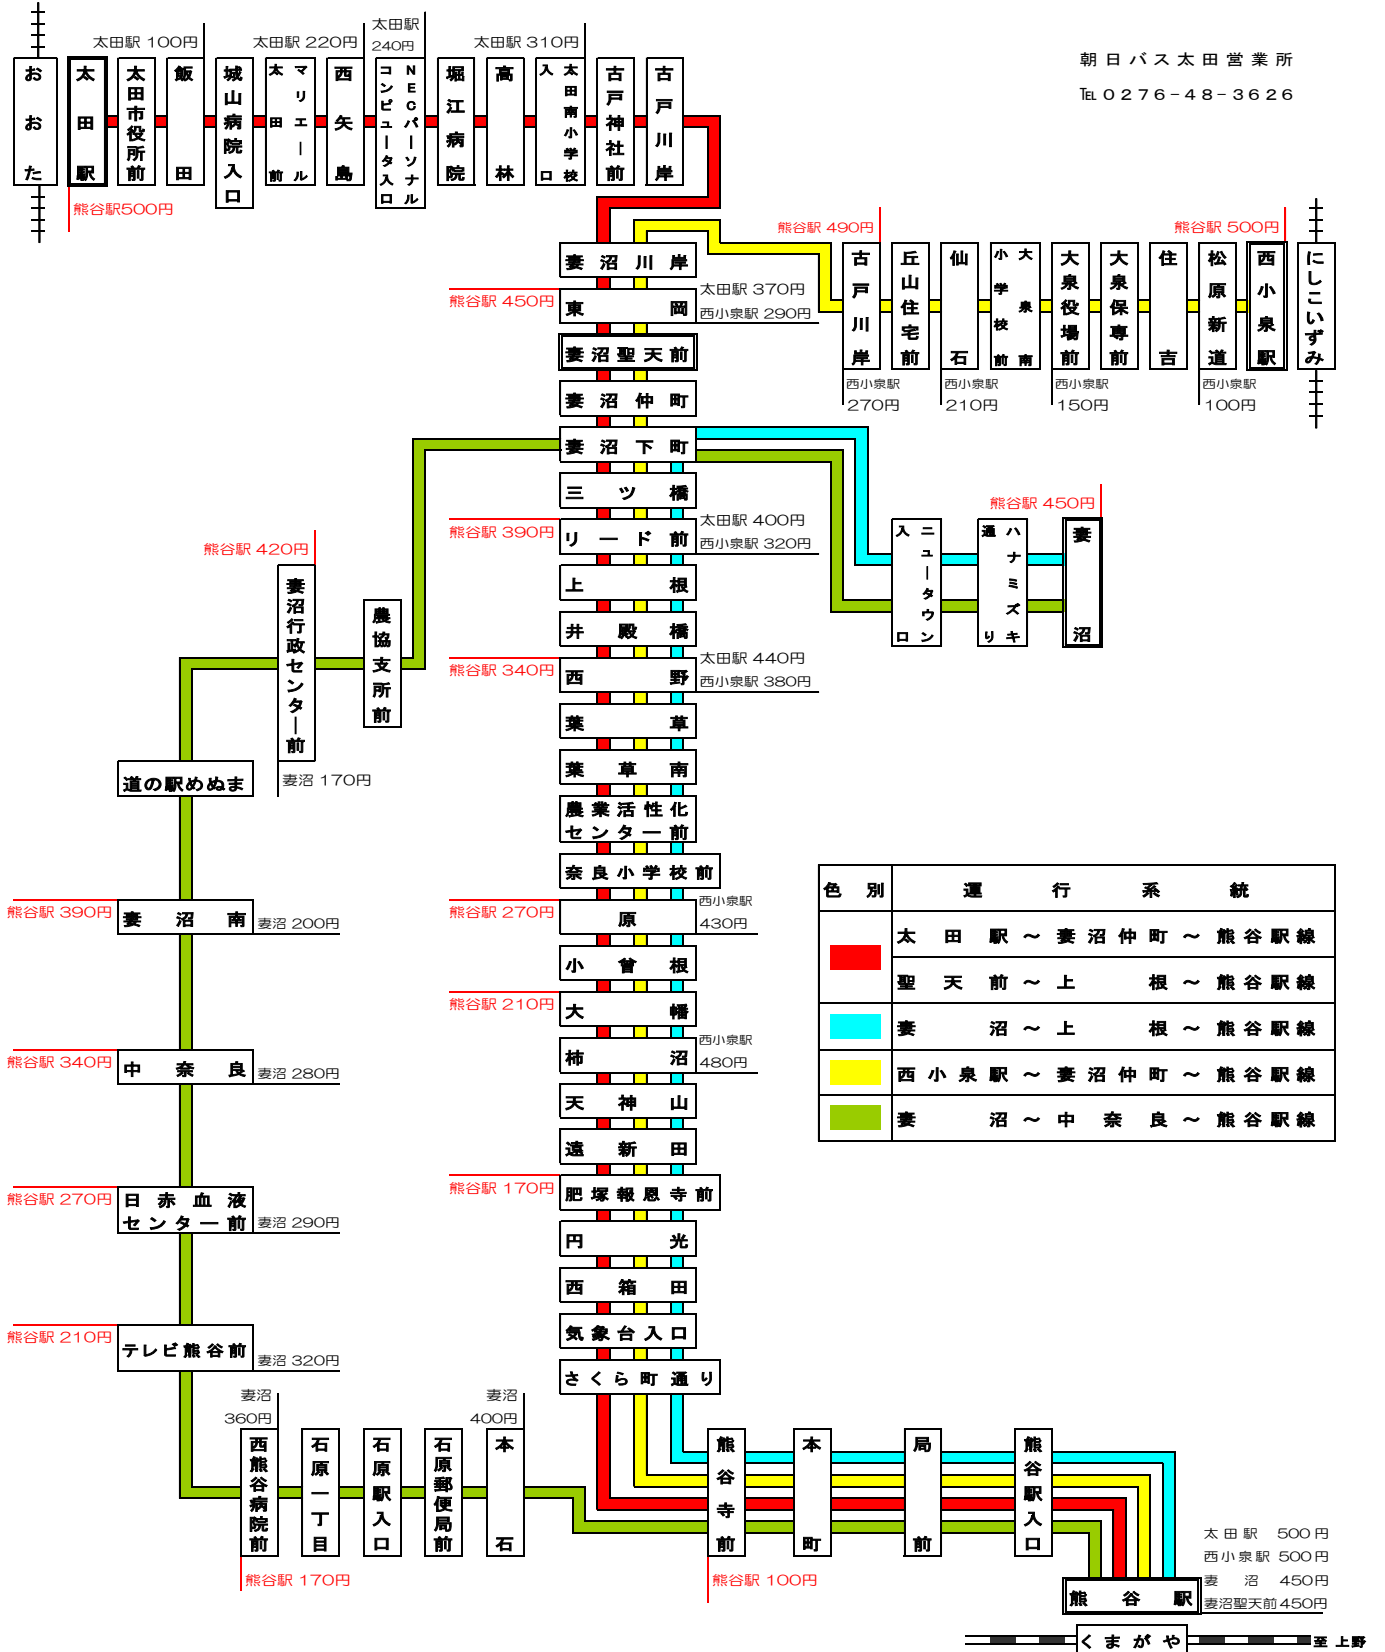 朝日バス太田営業所
℡0276-48-3626
太田駅 100円
太田駅 220円
太田駅
240円
太田駅 310円
おおた
太田駅
太田市役所前
飯田
城山病院入口
マリエール
太田前
西矢島
NECパーソナル
コンピュータ入口
堀江病院
高林
太田南小学校
入口
古戸神社前
古戸川岸
熊谷駅500円
熊谷駅 490円
熊谷駅 500円
古戸川岸
丘山住宅前
仙石
大泉南
小学校前
大泉役場前
大泉保専前
住吉
松原新道
西小泉駅
にしこいずみ
西小泉駅
270円
西小泉駅
210円
西小泉駅
150円
西小泉駅
100円
妻沼川岸
熊谷駅 450円
東岡
太田駅 370円
西小泉駅 290円
妻沼聖天前
妻沼仲町
妻沼下町
三ツ橋
熊谷駅 390円
リード前
太田駅 400円
西小泉駅 320円
上根
井殿橋
熊谷駅 340円
西野
太田駅 440円
西小泉駅 380円
葉草
葉草南
農業活性化
センター前
奈良小学校前
熊谷駅 270円
原
西小泉駅
430円
小曽根
熊谷駅 210円
大幡
柿沼
西小泉駅
480円
天神山
遠新田
熊谷駅 170円
肥塚報恩寺前
円光
西箱田
気象台入口
さくら町通り
熊谷駅 450円
ニュータウン
入口
ハナミズキ
通り
妻沼
熊谷駅 420円
妻沼行政センター前
農協支所前
妻沼 170円
道の駅めぬま
熊谷駅 390円
妻沼南
妻沼 200円
熊谷駅 340円
中奈良
妻沼 280円
熊谷駅 270円
日赤血液
センター前
妻沼 290円
熊谷駅 210円
テレビ熊谷前
妻沼 320円
妻沼
360円
妻沼
400円
西熊谷病院前
石原一丁目
石原駅入口
石原郵便局前
本石
熊谷駅 170円
熊谷寺前
本町
局前
熊谷駅入口
熊谷駅 100円
色別 運行系統
太田駅～妻沼仲町～熊谷駅線
聖天前～上根～熊谷駅線
妻沼～上根～熊谷駅線
西小泉駅～妻沼仲町～熊谷駅線
妻沼～中奈良～熊谷駅線
熊谷駅
太田駅 500円
西小泉駅 500円
妻沼 450円
妻沼聖天前 450円
くまがや
至 上野